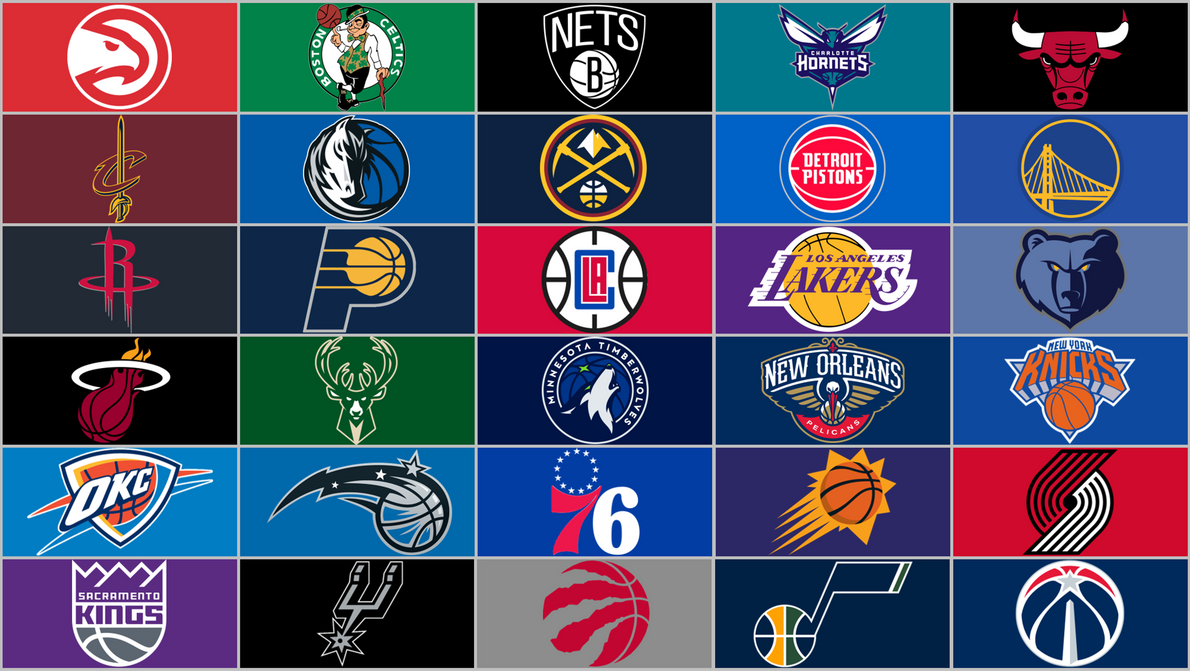 BOSTON CELTICS
NETS
B
CHARLOTTE
HORNETS
C
DETROIT
PISTONS
R
P
LA
C
LOS ANGELES
LAKERS
MINNESOTA TIMBERWOLVES
NEW ORLEANS
PELICANS
NEW YORK
KNICKS
OKC
76
SACRAMENTO
KINGS